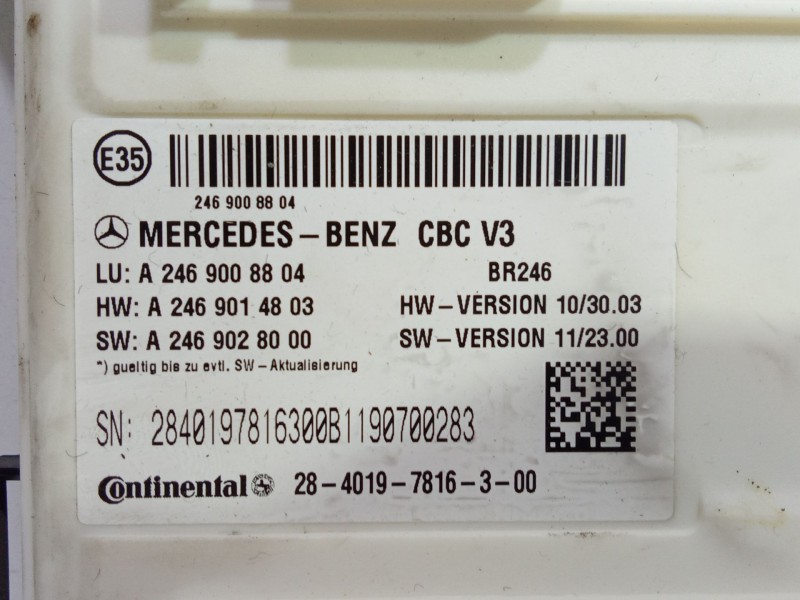 E35
246 900 88 04
MERCEDES-BENZ CBC V3
LU: A 246 900 88 04 BR246
HW: A 246 901 48 03 HW-VERSION 10/30.03
SW: A 246 902 80 00 SW-VERSION 11/23.00
*) gueltig bis zu evtl. SW-Aktualisierung
SN: 2840197816300B1190700283
Continental 28-4019-7816-3-00